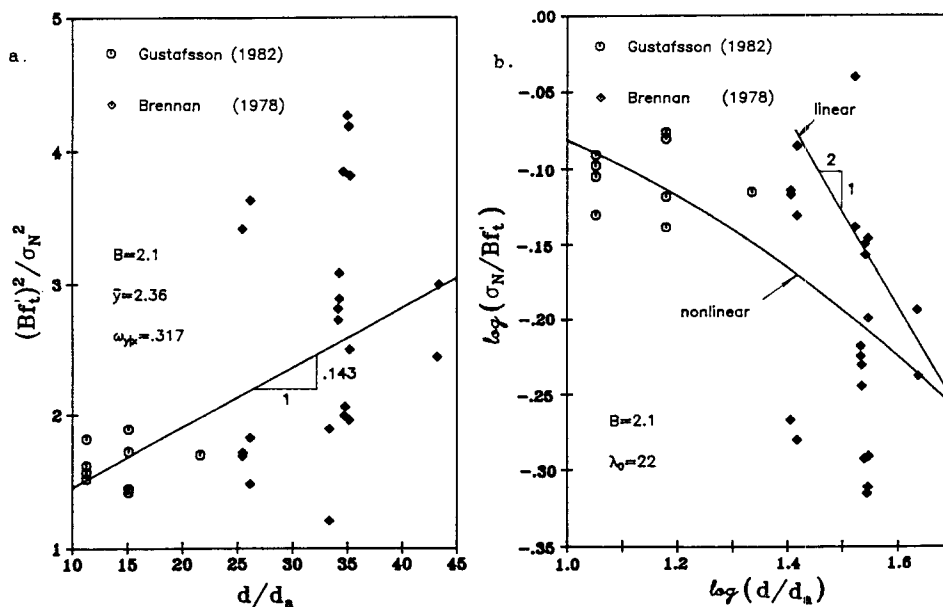 a.
Gustafsson (1982)
Brennan (1978)
B=2.1
ȳ=2.36
ω_y|x=.317
.143
1
5
4
3
2
1
10 15 20 25 30 35 40 45
(Bf't)²/σN²
d/da
b.
Gustafsson (1982)
Brennan (1978)
linear
2
1
nonlinear
B=2.1
λ0=22
.00
-.05
-.10
-.15
-.20
-.25
-.30
-.35
1.0 1.2 1.4 1.6
log(σN/Bf't)
log(d/da)